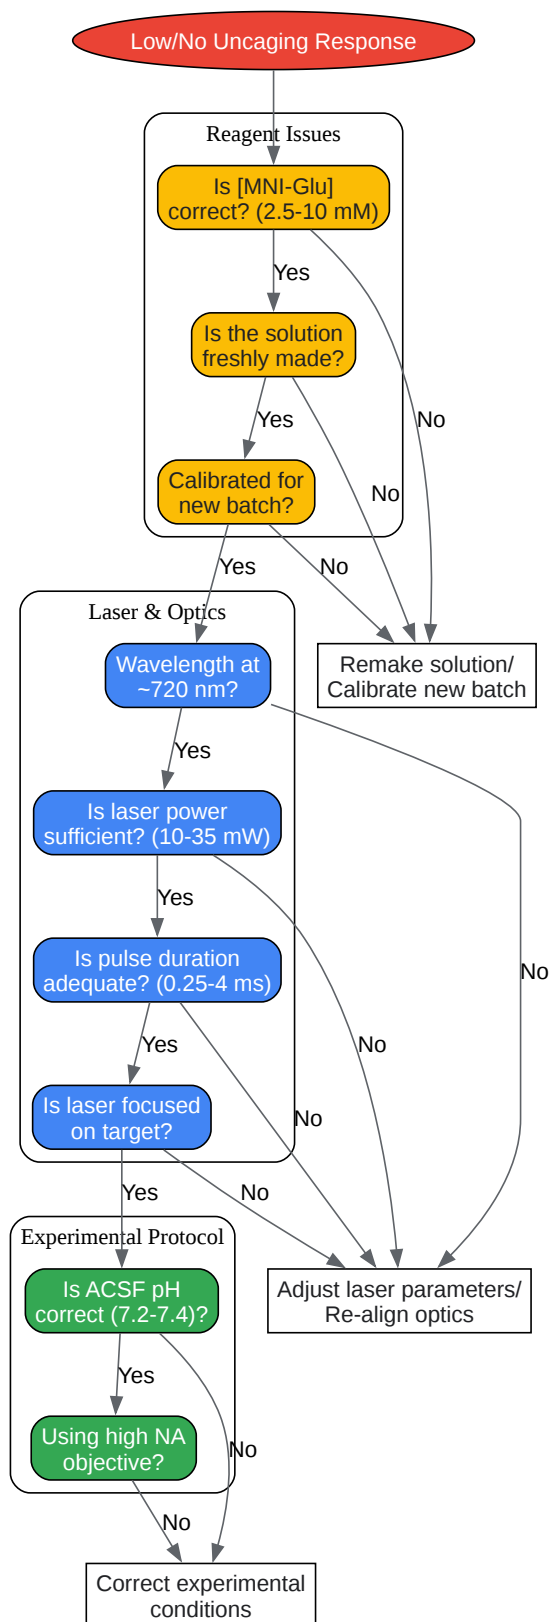 Low/No Uncaging Response
Reagent Issues
Is [MNI-Glu]
correct? (2.5-10 mM)
Yes
Is the solution
freshly made?
No
Yes
Calibrated for
new batch?
No
Yes
No
Laser & Optics
Wavelength at
~720 nm?
Remake solution/
Calibrate new batch
Yes
Is laser power
sufficient? (10-35 mW)
Yes
Is pulse duration
adequate? (0.25-4 ms)
No
Yes
No
Is laser focused
on target?
No
Yes
No
Experimental Protocol
Is ACSF pH
correct (7.2-7.4)?
Adjust laser parameters/
Re-align optics
Yes
Using high NA
objective?
No
No
Correct experimental
conditions